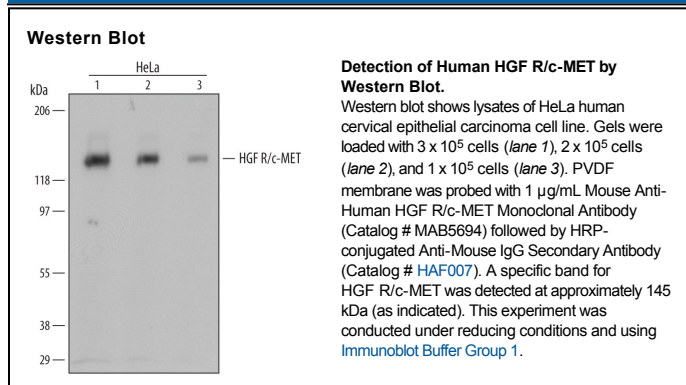 Western Blot
HeLa
kDa
1 2 3
206
HGF R/c-MET
118
97
55
38
29
Detection of Human HGF R/c-MET by
Western Blot.
Western blot shows lysates of HeLa human
cervical epithelial carcinoma cell line. Gels were
loaded with 3 x 10⁵ cells (lane 1), 2 x 10⁵ cells
(lane 2), and 1 x 10⁵ cells (lane 3). PVDF
membrane was probed with 1 µg/mL Mouse Anti-
Human HGF R/c-MET Monoclonal Antibody
(Catalog # MAB5694) followed by HRP-
conjugated Anti-Mouse IgG Secondary Antibody
(Catalog # HAF007). A specific band for
HGF R/c-MET was detected at approximately 145
kDa (as indicated). This experiment was
conducted under reducing conditions and using
Immunoblot Buffer Group 1.